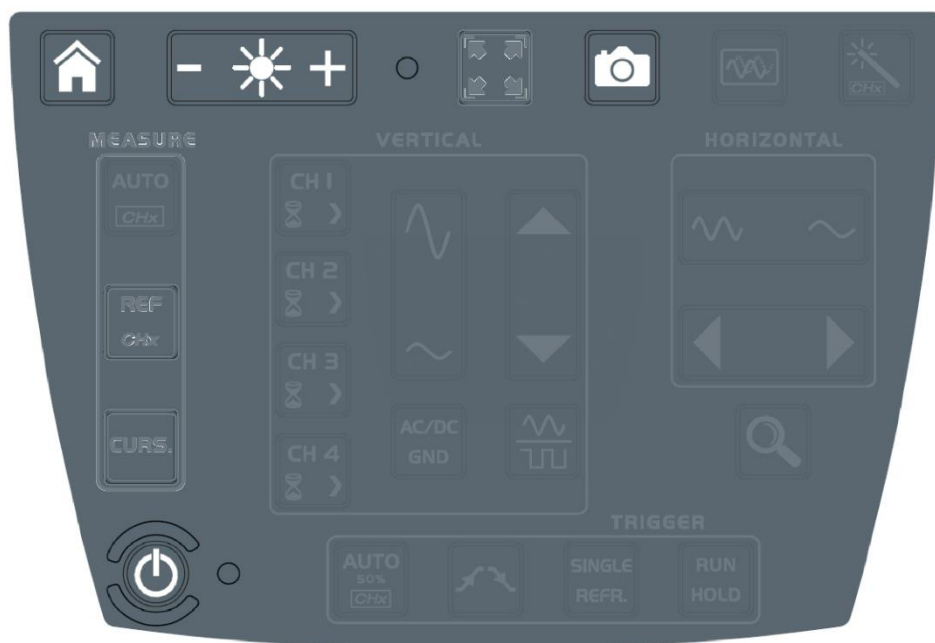 CHx
MEASURE
VERTICAL
HORIZONTAL
AUTO
CHx
REF
CHx
CURS.
CH 1
CH 2
CH 3
CH 4
AC/DC
GND
TRIGGER
AUTO
50%
CHx
SINGLE
REFR.
RUN
HOLD